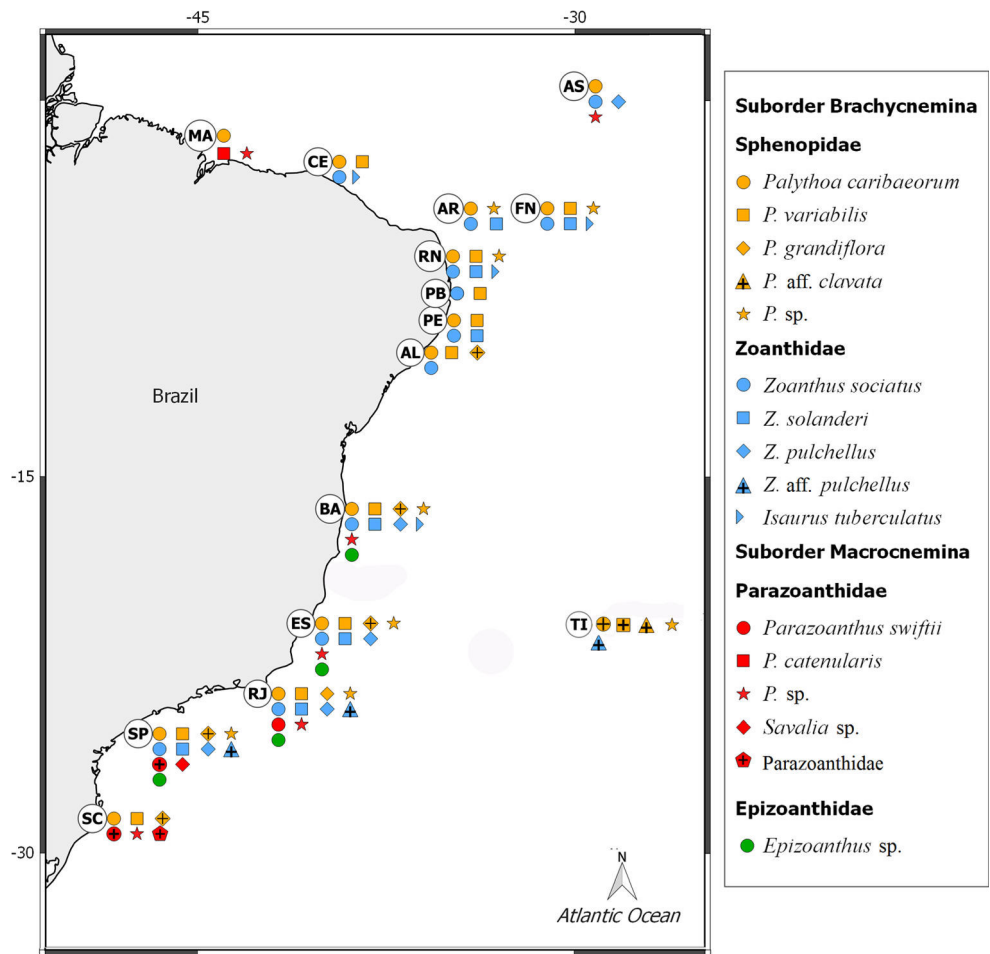 -45
-30
AS
MA
CE
AR
FN
RN
PB
PE
AL
Brazil
-15
BA
ES
TI
RJ
SP
SC
-30
N
Atlantic Ocean
Suborder Brachycnemina
Sphenopidae
Palythoa caribaeorum
P. variabilis
P. grandiflora
P. aff. clavata
P. sp.
Zoanthidae
Zoanthus sociatus
Z. solanderi
Z. pulchellus
Z. aff. pulchellus
Isaurus tuberculatus
Suborder Macrocnemina
Parazoanthidae
Parazoanthus swiftii
P. catenularis
P. sp.
Savalia sp.
Parazoanthidae
Epizoanthidae
Epizoanthus sp.